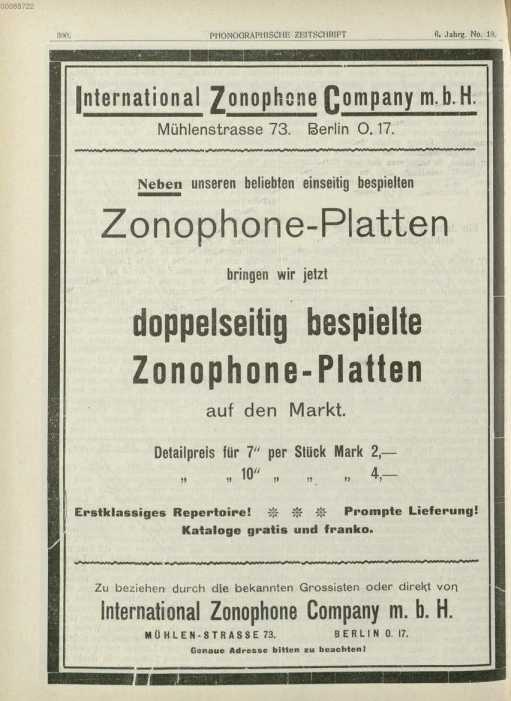 00085722
390. PHONOGRAPHISCHE ZEITSCHRIFT 6. Jahrg. No. 18.
International Zonophone Company m. b. H.
Mühlenstrasse 73. Berlin O. 17.
Neben unseren beliebten einseitig bespielten
Zonophone-Platten
bringen wir jetzt
doppelseitig bespielte
Zonophone-Platten
auf den Markt.
Detailpreis für 7“ per Stück Mark 2,—
„ „ 10“ „ „ „ 4,—
Erstklassiges Repertoire! Prompte Lieferung!
Kataloge gratis und franko.
Zu beziehen durch die bekannten Grossisten oder direkt von
International Zonophone Company m. b. H.
MÜHLEN-STRASSE 73. BERLIN O. 17.
Genaue Adresse bitten zu beachten!